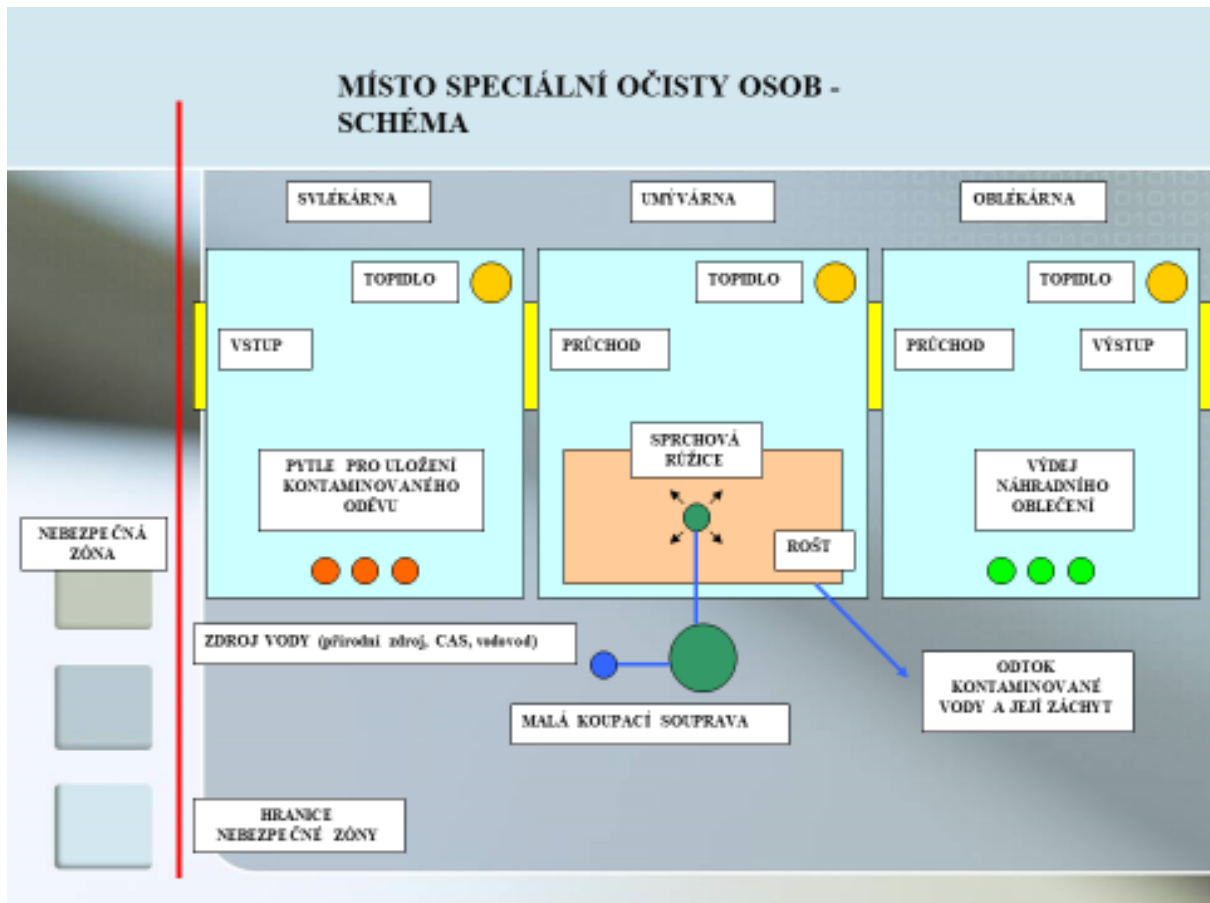 MÍSTO SPECIÁLNÍ OČISTY OSOB -
SCHÉMA
SVLÉKÁRNA
UMÝVÁRNA
OBLÉKÁRNA
TOPIDLO
TOPIDLO
TOPIDLO
VSTUP
PRŮCHOD
PRŮCHOD
VÝSTUP
PYTLE PRO ULOŽENÍ
KONTAMINOVANÉHO
ODĚVU
SPRCHOVÁ
RŮŽICE
VÝDEJ
NÁHRADNÍHO
OBLEČENÍ
ROŠT
NEBEZPEČNÁ
ZÓNA
ZDROJ VODY (přírodní zdroj, CAS, vodovod)
ODTOK
KONTAMINOVANÉ
VODY A JEJÍ ZÁCHYT
MALÁ KOUPACÍ SOUPRAVA
HRANICE
NEBEZPEČNÉ ZÓNY